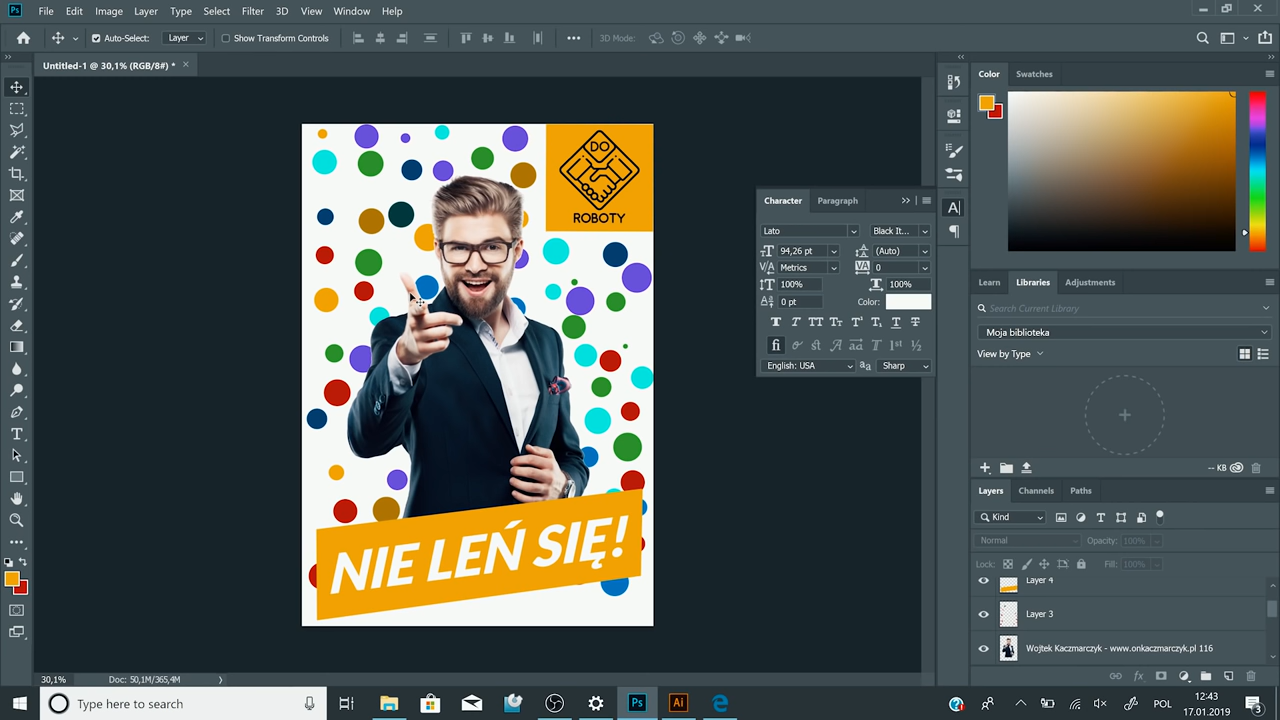 Ps File Edit Image Layer Type Select Filter 3D View Window Help
Auto-Select: Layer Show Transform Controls 3D Mode:
Untitled-1 @ 30,1% (RGB/8#) *
DO
ROBOTY
NIE LEŃ SIĘ!
Character Paragraph
Lato Black It...
94,26 pt (Auto)
Metrics 0
100% 100%
0 pt Color:
English: USA Sharp
Color Swatches
Learn Libraries Adjustments
Search Current Library
Moja biblioteka
View by Type
-- KB
Layers Channels Paths
Kind
Normal Opacity: 100%
Lock: Fill: 100%
Layer 4
Layer 3
Wojtek Kaczmarczyk - www.onkaczmarczyk.pl 116
30,1% Doc: 50,1M/365,4M
Type here to search
Ps Ai
POL
12:43
17.01.2019
3